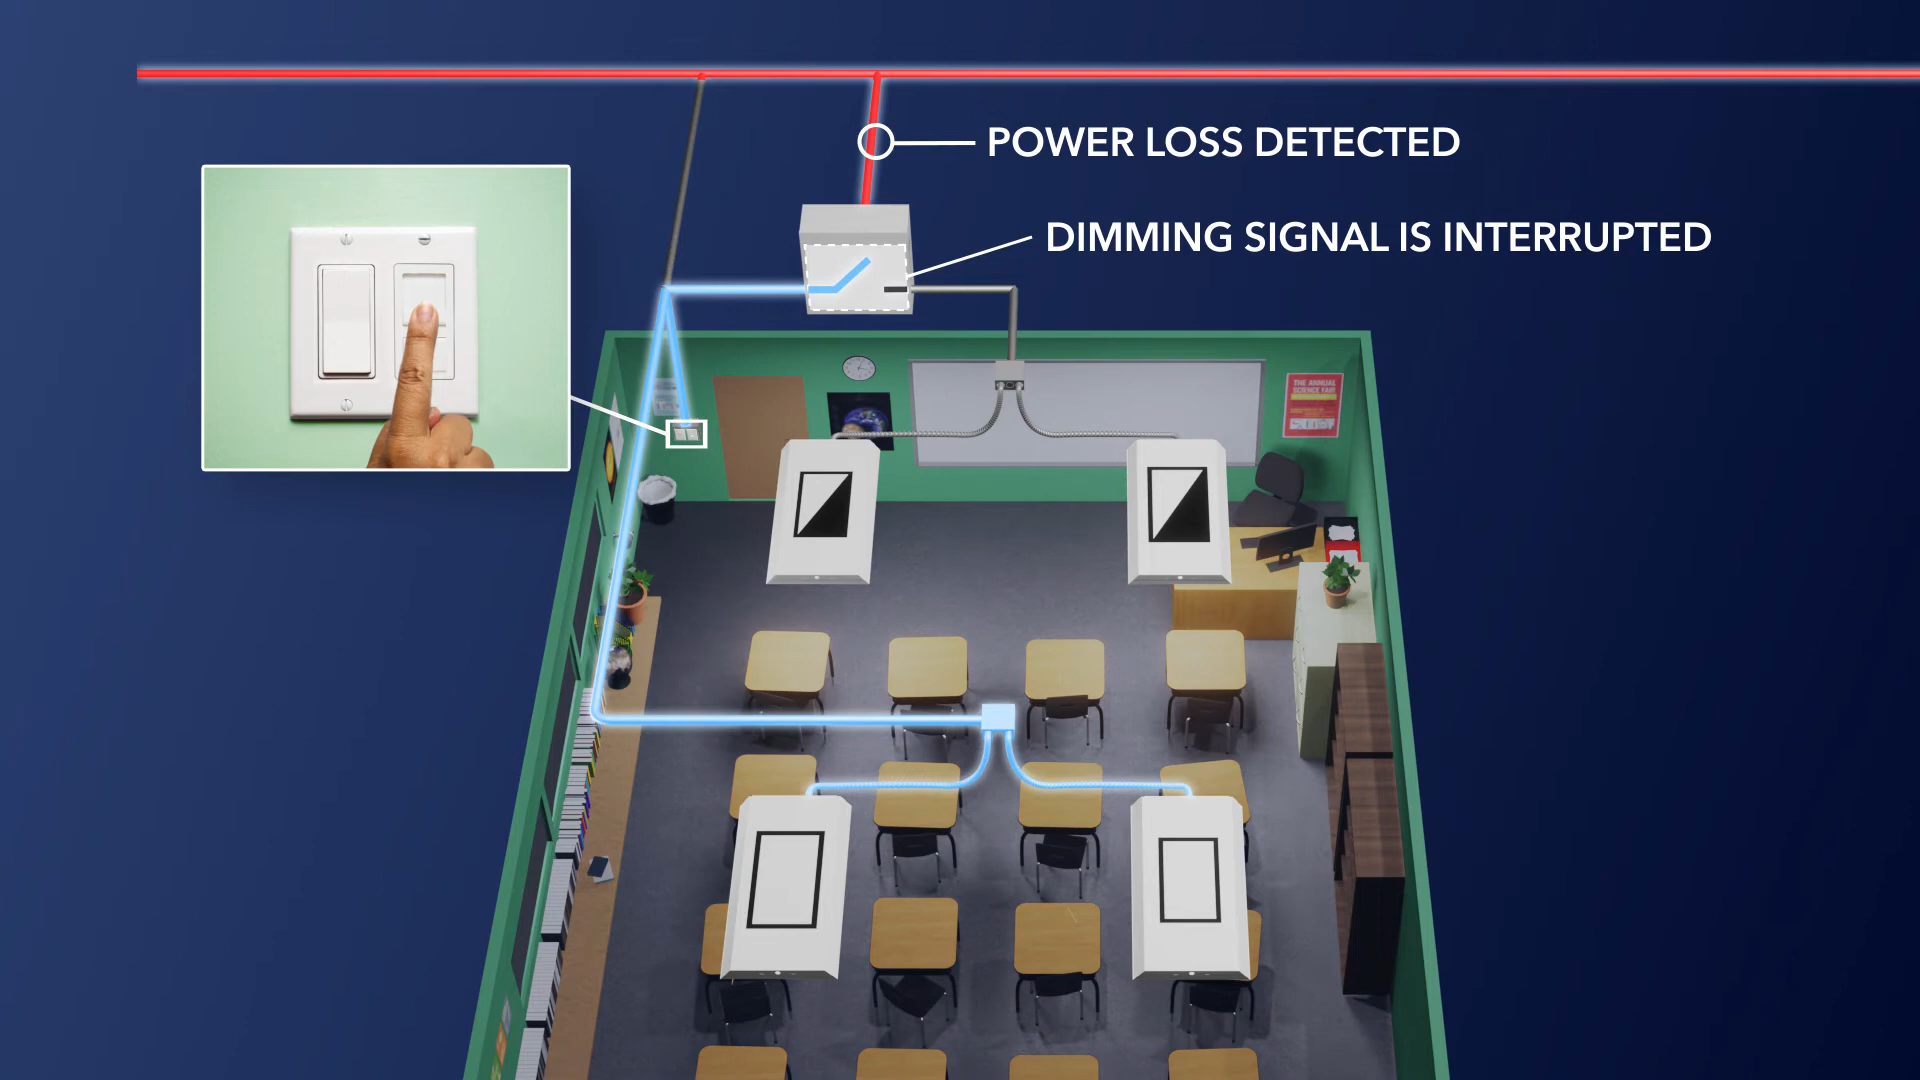 POWER LOSS DETECTED
DIMMING SIGNAL IS INTERRUPTED
THE ANNUAL
SCIENCE FAIR